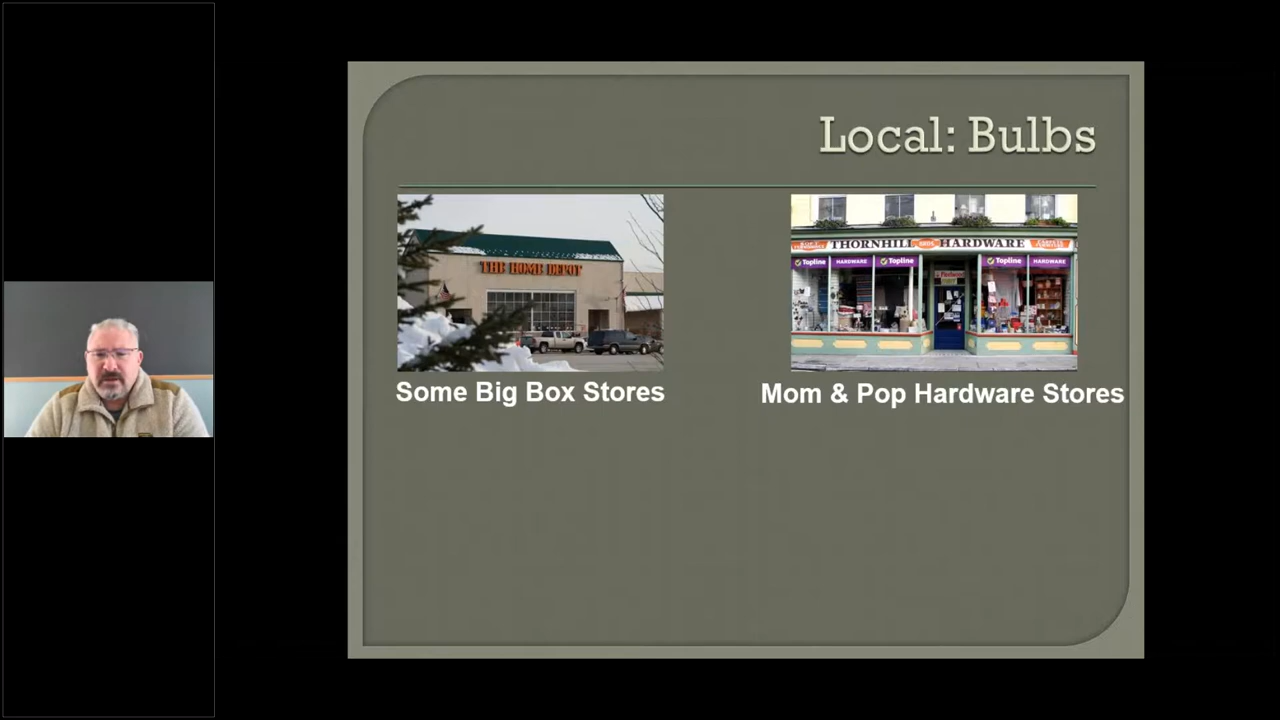 Local: Bulbs
THE HOME DEPOT
THORNHILL BROS HARDWARE
Topline HARDWARE Topline Topline HARDWARE
Some Big Box Stores
Mom & Pop Hardware Stores